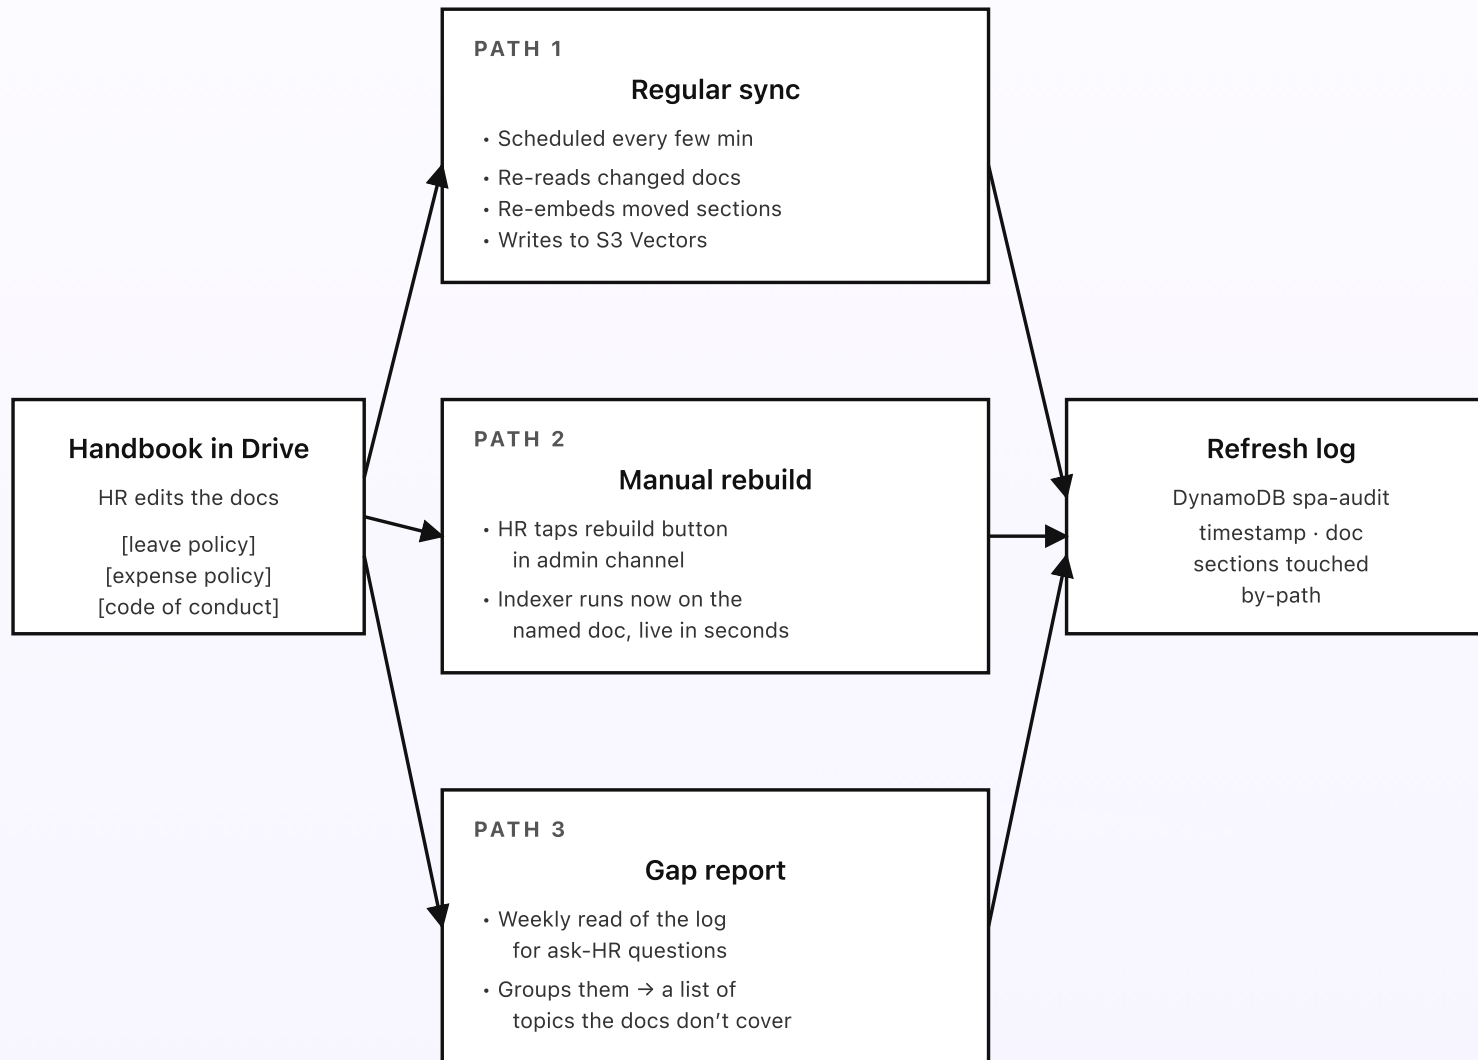 PATH 1
Regular sync
• Scheduled every few min
• Re-reads changed docs
• Re-embeds moved sections
• Writes to S3 Vectors
Handbook in Drive
HR edits the docs
[leave policy]
[expense policy]
[code of conduct]
PATH 2
Manual rebuild
• HR taps rebuild button
in admin channel
• Indexer runs now on the
named doc, live in seconds
Refresh log
DynamoDB spa-audit
timestamp · doc
sections touched
by-path
PATH 3
Gap report
• Weekly read of the log
for ask-HR questions
• Groups them → a list of
topics the docs don’t cover